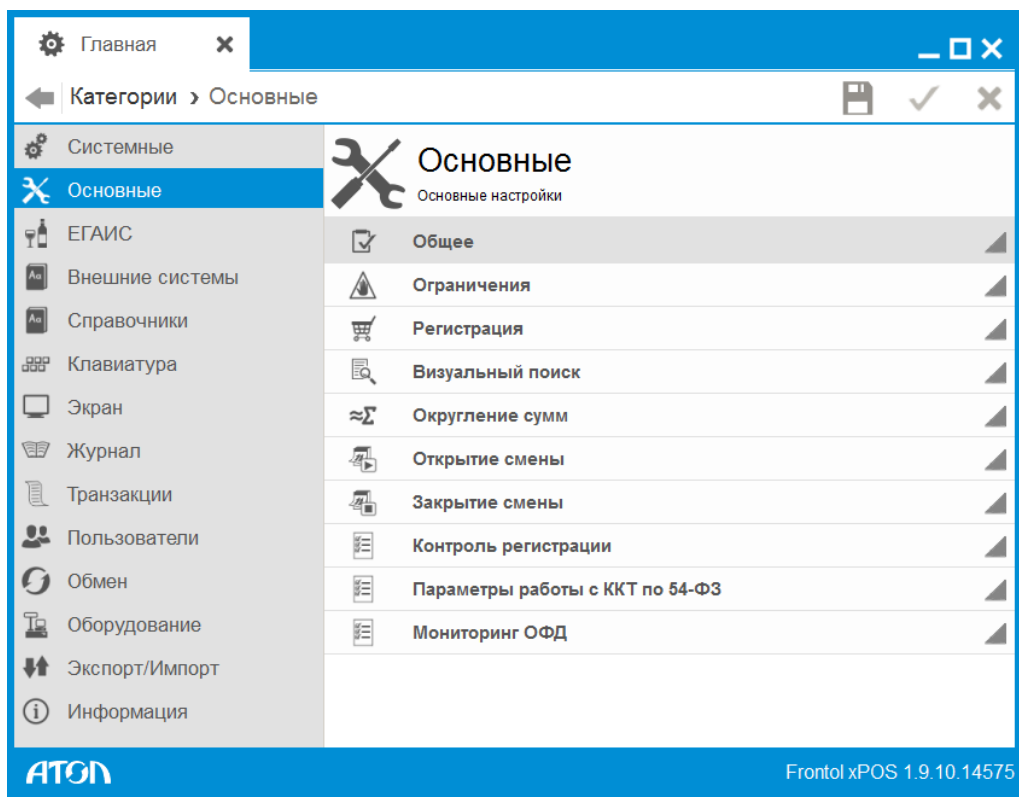 Главная
Категории › Основные
Системные
Основные
ЕГАИС
Внешние системы
Справочники
Клавиатура
Экран
Журнал
Транзакции
Пользователи
Обмен
Оборудование
Экспорт/Импорт
Информация
Основные
Основные настройки
Общее
Ограничения
Регистрация
Визуальный поиск
≈Σ Округление сумм
Открытие смены
Закрытие смены
Контроль регистрации
Параметры работы с ККТ по 54-ФЗ
Мониторинг ОФД
АТОЛ
Frontol xPOS 1.9.10.14575